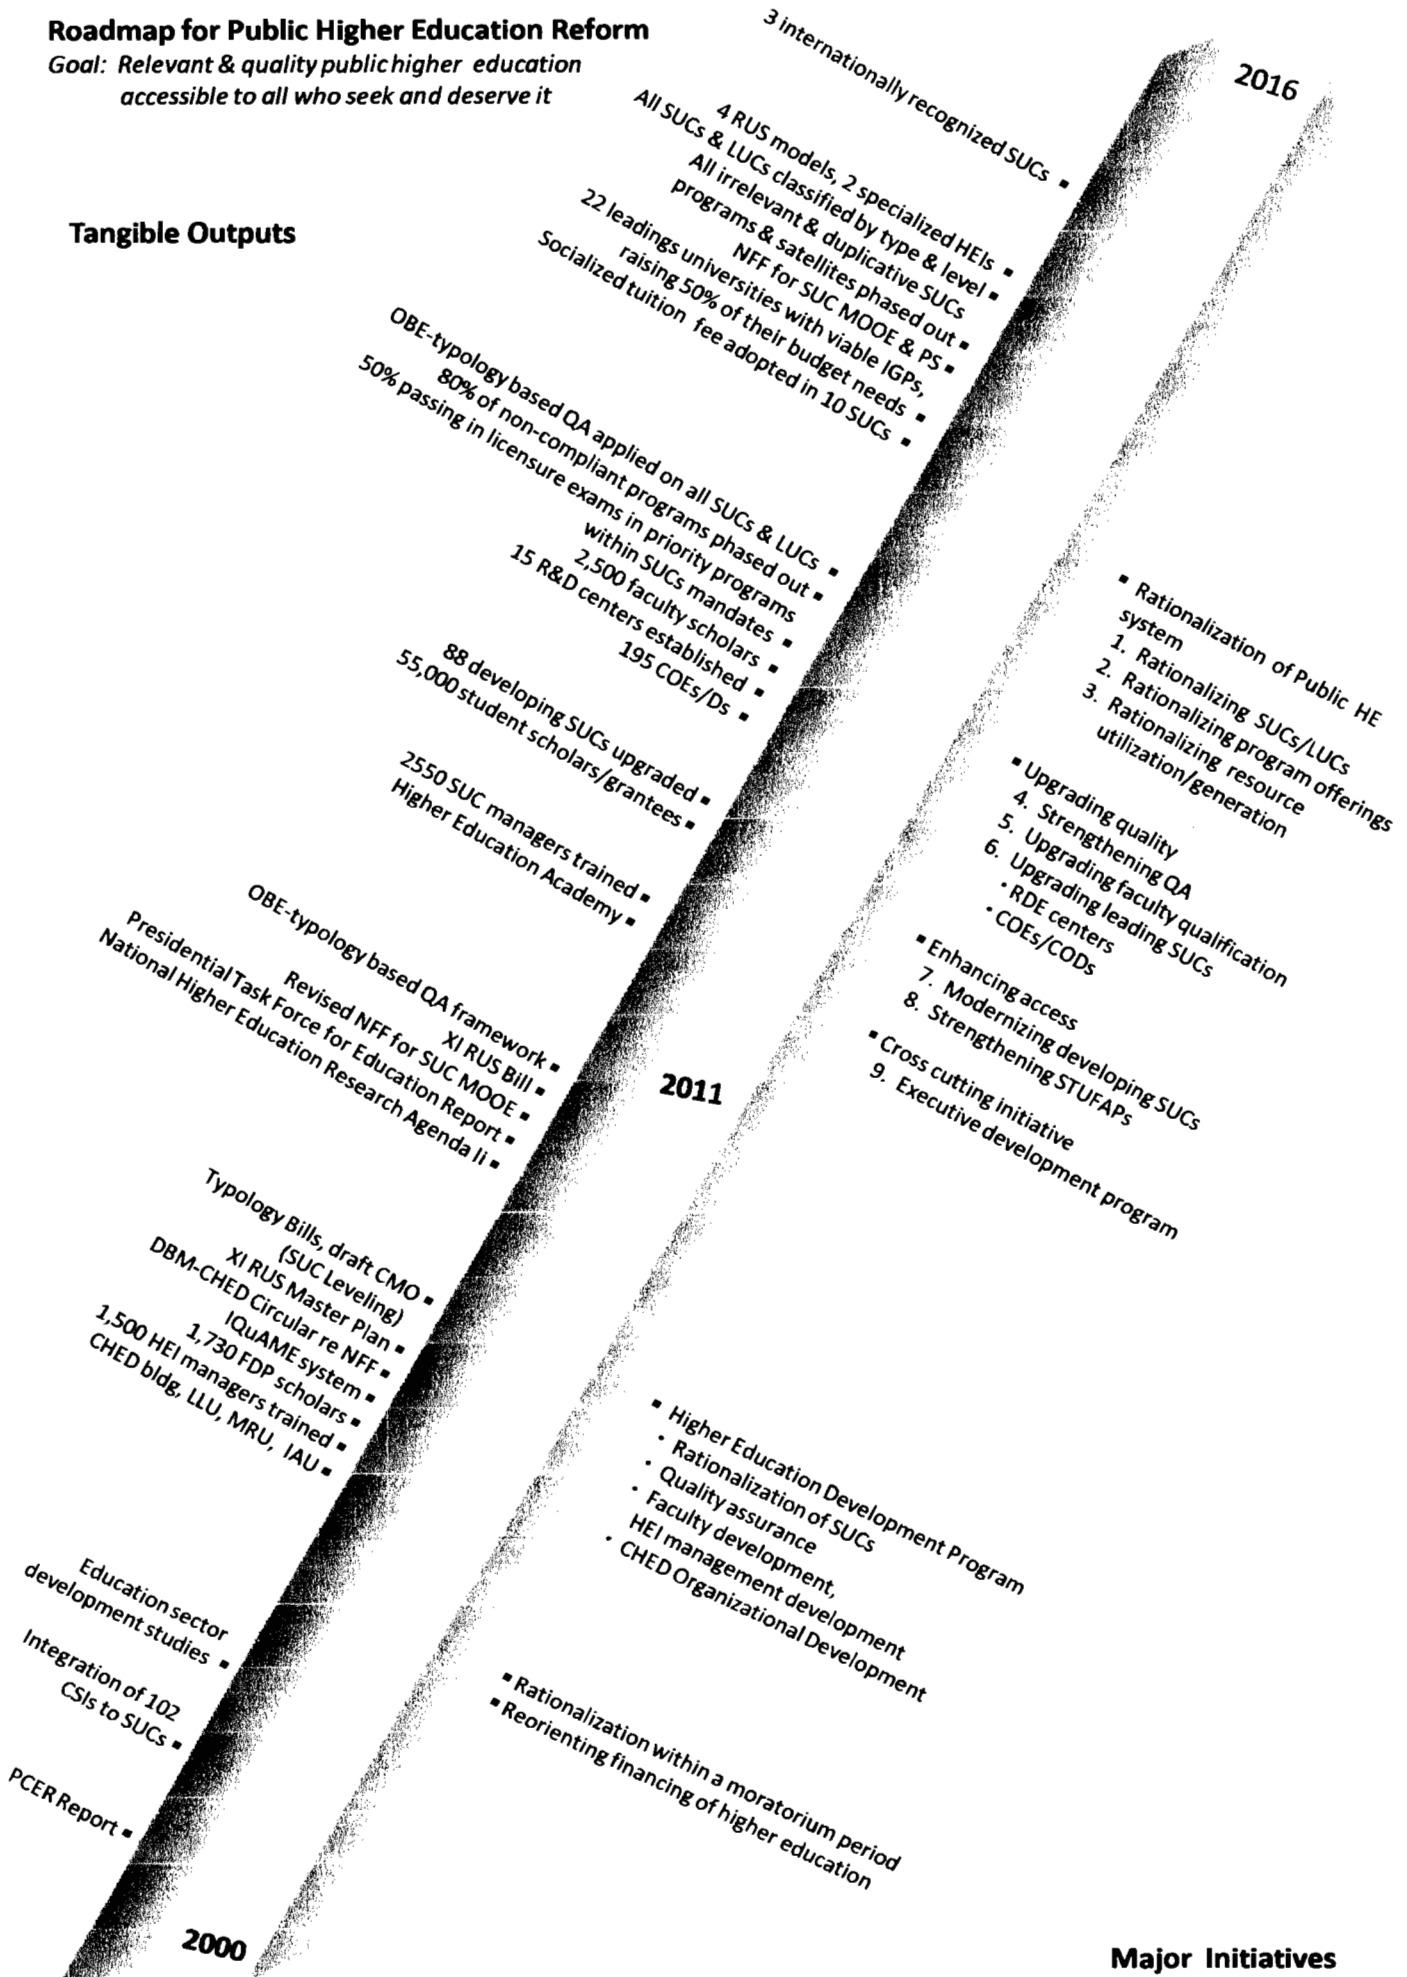 Roadmap for Public Higher Education Reform
Goal: Relevant & quality public higher education
accessible to all who seek and deserve it
Tangible Outputs
2016
3 internationally recognized SUCs ▪
4 RUS models, 2 specialized HEIs ▪
All SUCs & LUCs classified by type & level ▪
All irrelevant & duplicative SUCs
programs & satellites phased out ▪
NFF for SUC MOOE & PS ▪
22 leadings universities with viable IGPs,
raising 50% of their budget needs ▪
Socialized tuition fee adopted in 10 SUCs ▪
OBE-typology based QA applied on all SUCs & LUCs ▪
80% of non-compliant programs phased out ▪
50% passing in licensure exams in priority programs
within SUCs mandates ▪
2,500 faculty scholars ▪
15 R&D centers established ▪
195 COEs/Ds ▪
88 developing SUCs upgraded ▪
55,000 student scholars/grantees ▪
2550 SUC managers trained ▪
Higher Education Academy ▪
OBE-typology based QA framework ▪
XI RUS Bill ▪
Revised NFF for SUC MOOE ▪
Presidential Task Force for Education Report ▪
National Higher Education Research Agenda Ii ▪
2011
Typology Bills, draft CMO ▪
(SUC Leveling)
XI RUS Master Plan ▪
DBM-CHED Circular re NFF ▪
IQuAME system ▪
1,730 FDP scholars ▪
1,500 HEI managers trained ▪
CHED bldg, LLU, MRU, IAU ▪
Education sector
development studies ▪
Integration of 102
CSIs to SUCs ▪
PCER Report ▪
2000
▪ Rationalization of Public HE
system
1. Rationalizing SUCs/LUCs
2. Rationalizing program offerings
3. Rationalizing resource
utilization/generation
▪ Upgrading quality
4. Strengthening QA
5. Upgrading faculty qualification
6. Upgrading leading SUCs
• RDE centers
• COEs/CODs
▪ Enhancing access
7. Modernizing developing SUCs
8. Strengthening STUFAPs
▪ Cross cutting initiative
9. Executive development program
▪ Higher Education Development Program
• Rationalization of SUCs
• Quality assurance
• Faculty development,
HEI management development
• CHED Organizational Development
▪ Rationalization within a moratorium period
▪ Reorienting financing of higher education
Major Initiatives